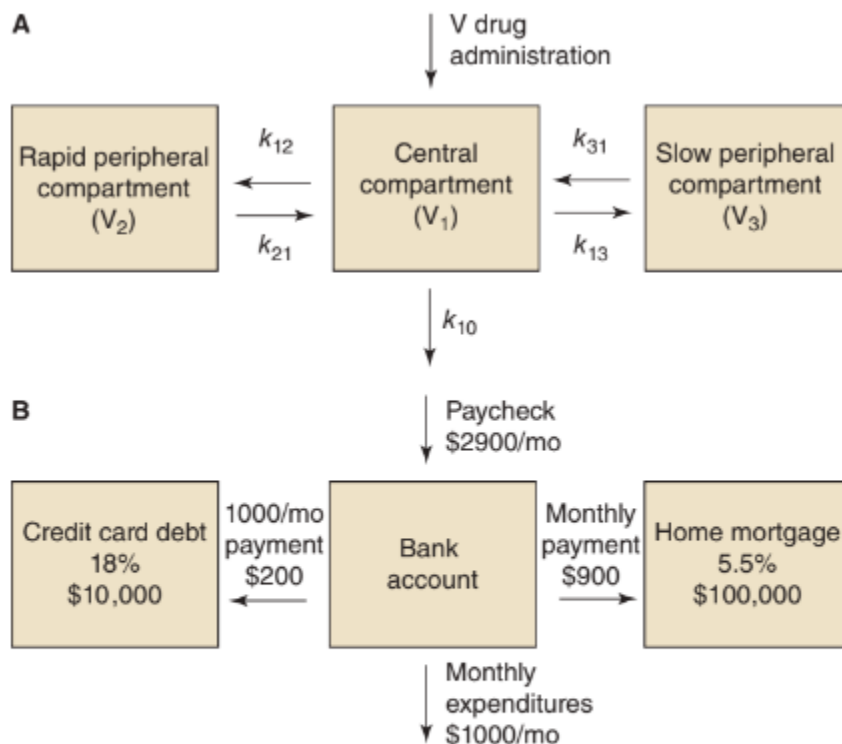 A
V drug
administration
Rapid peripheral
compartment
(V₂)
k₁₂
k₂₁
Central
compartment
(V₁)
k₃₁
k₁₃
Slow peripheral
compartment
(V₃)
k₁₀
B
Paycheck
$2900/mo
Credit card debt
18%
$10,000
1000/mo
payment
$200
Bank
account
Monthly
payment
$900
Home mortgage
5.5%
$100,000
Monthly
expenditures
$1000/mo